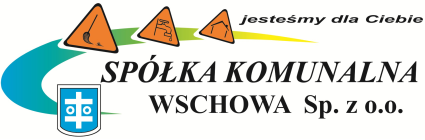 jesteśmy dla Ciebie
SPÓŁKA KOMUNALNA
WSCHOWA Sp. z o.o.